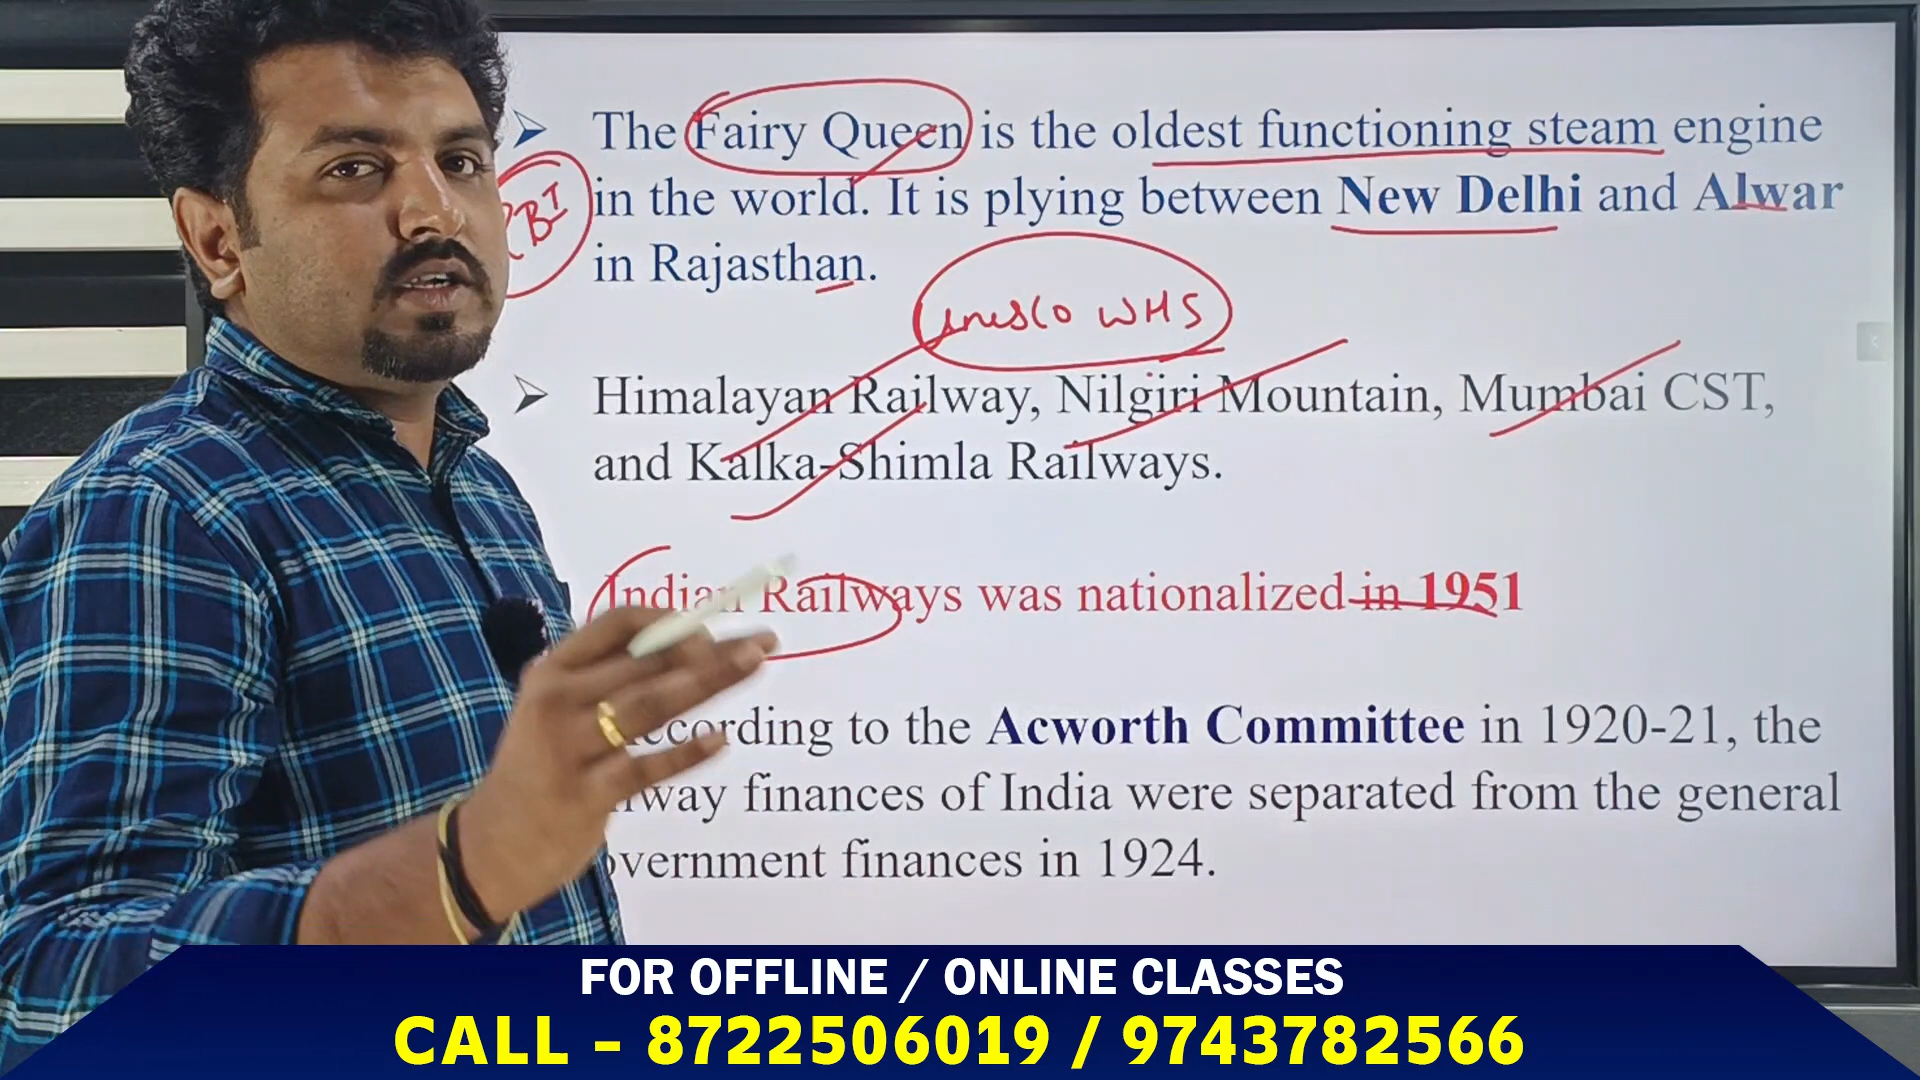 The Fairy Queen is the oldest functioning steam engine
RBI
in the world. It is plying between New Delhi and Alwar
in Rajasthan.
unesco WHS
Himalayan Railway, Nilgiri Mountain, Mumbai CST,
and Kalka-Shimla Railways.
Indian Railways was nationalized in 1951
According to the Acworth Committee in 1920-21, the
way finances of India were separated from the general
overnment finances in 1924.
FOR OFFLINE / ONLINE CLASSES
CALL – 8722506019 / 9743782566